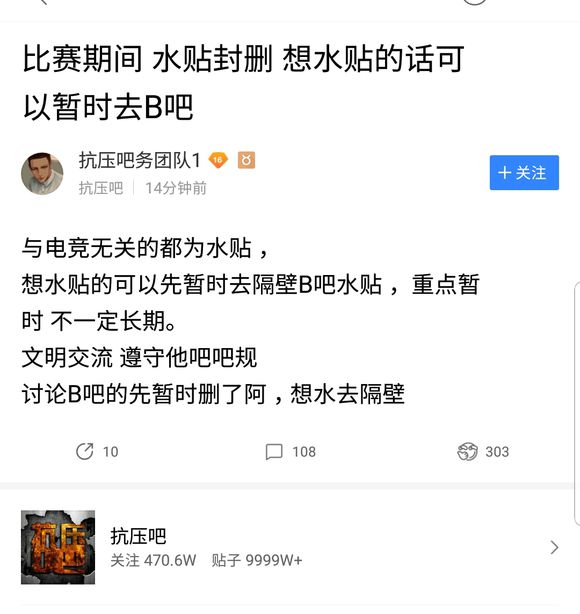 比赛期间 水贴封删 想水贴的话可
以暂时去B吧
抗压吧务团队1 16
抗压吧 14分钟前
+ 关注
与电竞无关的都为水贴 ，
想水贴的可以先暂时去隔壁B吧水贴 ，重点暂
时 不一定长期。
文明交流 遵守他吧吧规
讨论B吧的先暂时删了阿 ，想水去隔壁
10 108 303
抗压吧
关注 470.6W 贴子 9999W+